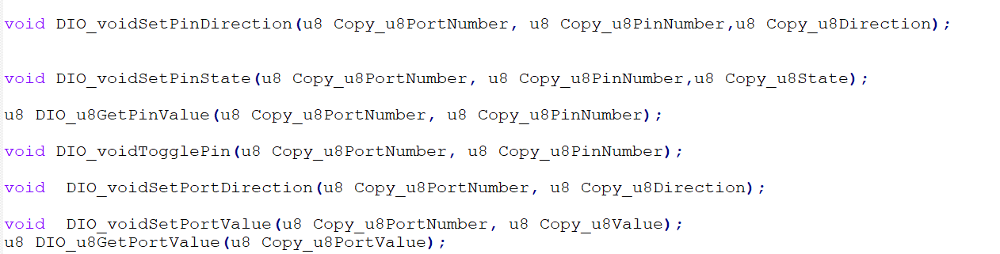 void DIO_voidSetPinDirection(u8 Copy_u8PortNumber, u8 Copy_u8PinNumber,u8 Copy_u8Direction);
void DIO_voidSetPinState(u8 Copy_u8PortNumber, u8 Copy_u8PinNumber,u8 Copy_u8State);
u8 DIO_u8GetPinValue(u8 Copy_u8PortNumber, u8 Copy_u8PinNumber);
void DIO_voidTogglePin(u8 Copy_u8PortNumber, u8 Copy_u8PinNumber);
void  DIO_voidSetPortDirection(u8 Copy_u8PortNumber, u8 Copy_u8Direction);
void  DIO_voidSetPortValue(u8 Copy_u8PortNumber, u8 Copy_u8Value);
u8 DIO_u8GetPortValue(u8 Copy_u8PortValue);